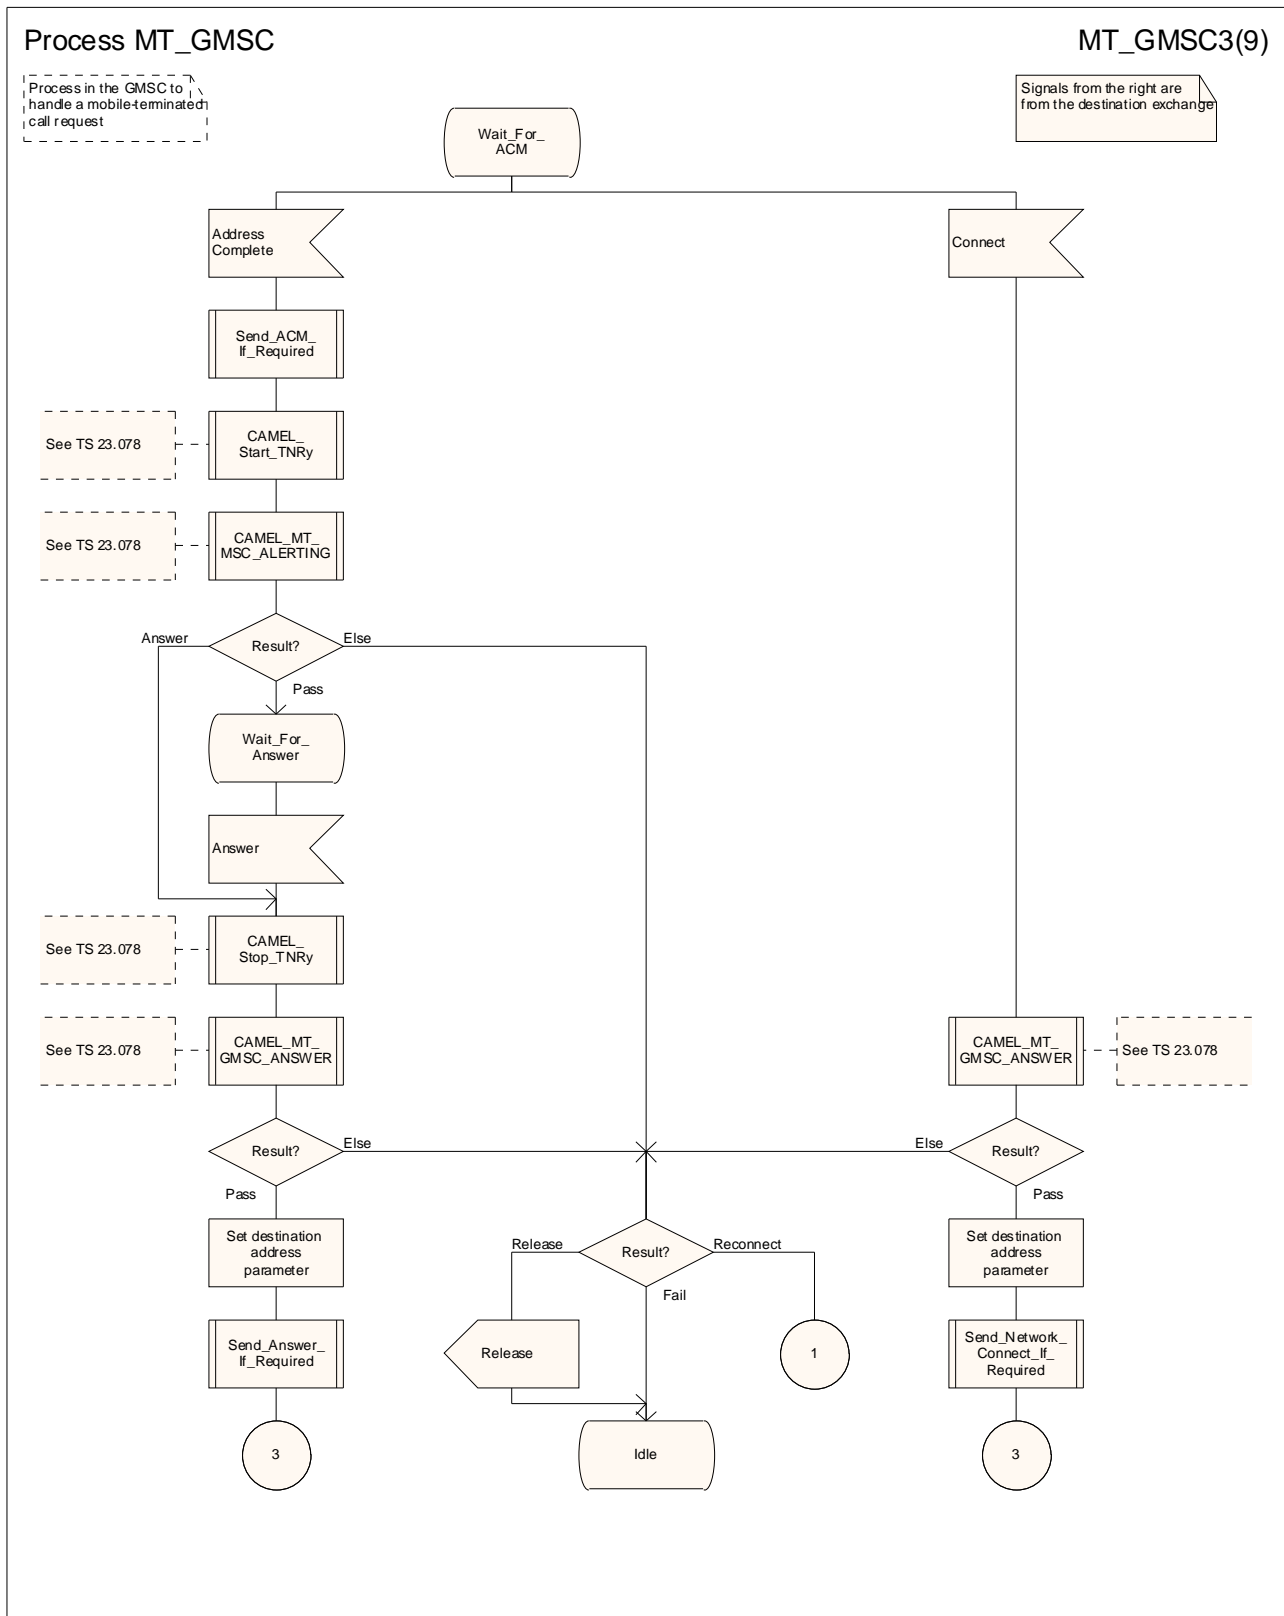 Process MT_GMSC
MT_GMSC3(9)
Process in the GMSC to
handle a mobile-terminated
call request
Signals from the right are
from the destination exchange
Wait_For_
ACM
Address
Complete
Connect
Send_ACM_
If_Required
See TS 23.078
CAMEL_
Start_TNRy
See TS 23.078
CAMEL_MT_
MSC_ALERTING
Answer
Result?
Else
Pass
Wait_For_
Answer
Answer
See TS 23.078
CAMEL_
Stop_TNRy
See TS 23.078
CAMEL_MT_
GMSC_ANSWER
CAMEL_MT_
GMSC_ANSWER
See TS 23.078
Result?
Else
Else
Result?
Pass
Pass
Set destination
address
parameter
Release
Result?
Reconnect
Fail
Set destination
address
parameter
Send_Answer_
If_Required
Release
1
Send_Network_
Connect_If_
Required
3
Idle
3